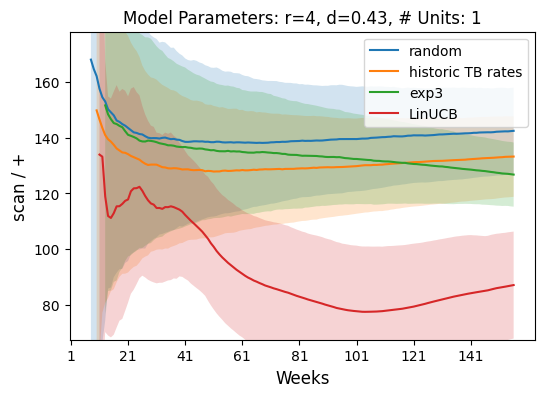 Model Parameters: r=4, d=0.43, # Units: 1
random
historic TB rates
exp3
LinUCB
scan / +
160
140
120
100
80
1 21 41 61 81 101 121 141
Weeks